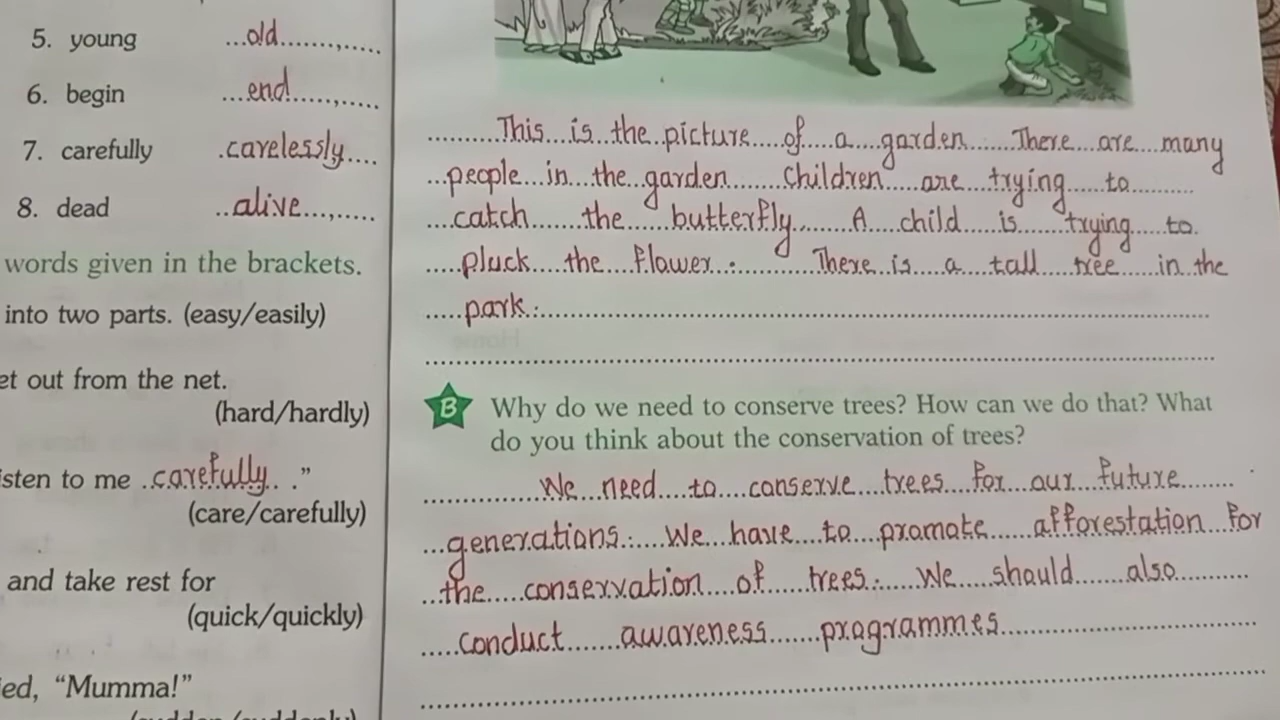 5. young ...old............
6. begin ...end............
7. carefully .carelessly....
8. dead ..alive...,.....
words given in the brackets.
into two parts. (easy/easily)
et out from the net.
(hard/hardly)
sten to me .carefully. .”
(care/carefully)
and take rest for
(quick/quickly)
ed, “Mumma!”
(sudden/suddenly)
This is the picture of a garden. There are many
people in the garden. Children are trying to
catch the butterfly. A child is trying to
pluck the flower. There is a tall tree in the
park.
B Why do we need to conserve trees? How can we do that? What
do you think about the conservation of trees?
We need to conserve trees for our future
generations. We have to promote afforestation for
the conservation of trees. We should also
conduct awareness programmes